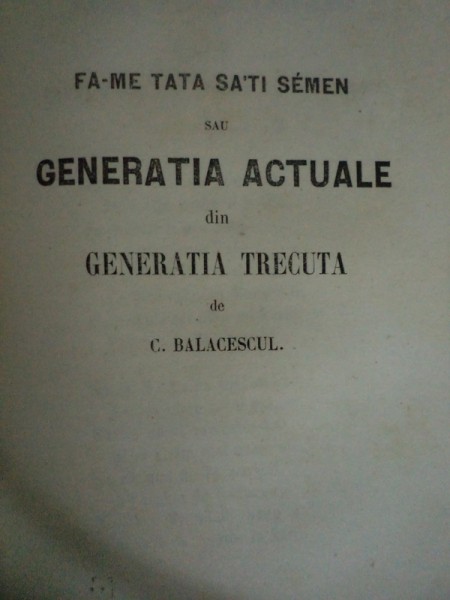 FA-ME TATA SA'TI SÉMEN
SAU
GENERATIA ACTUALE
din
GENERATIA TRECUTA
de
C. BALACESCUL.